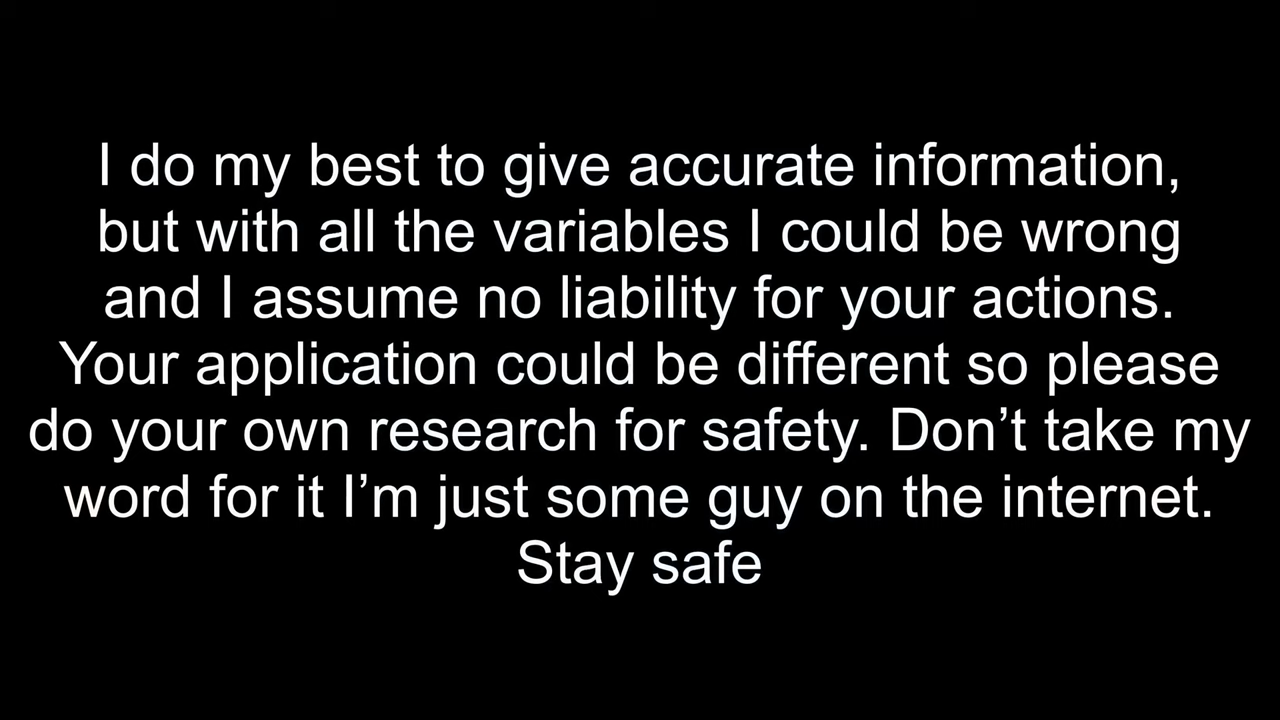 I do my best to give accurate information,
but with all the variables I could be wrong
and I assume no liability for your actions.
Your application could be different so please
do your own research for safety. Don’t take my
word for it I’m just some guy on the internet.
Stay safe